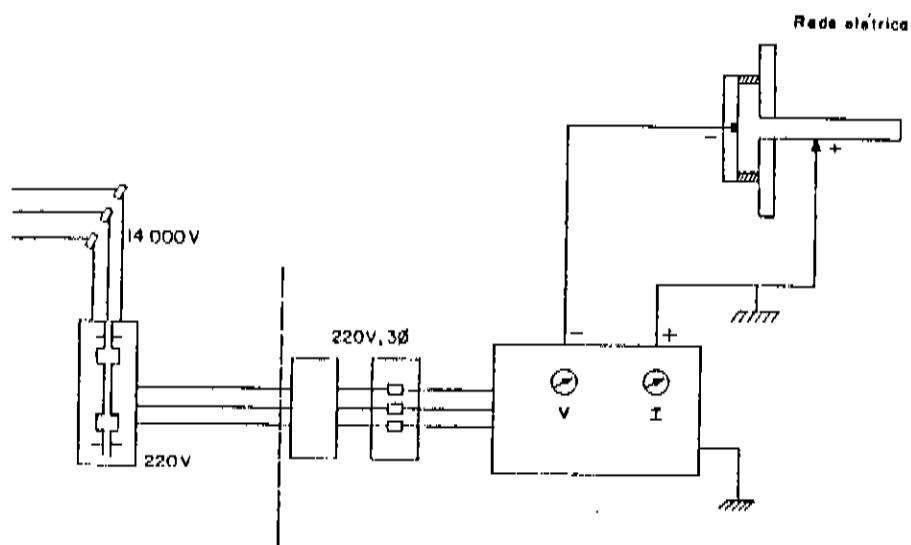 Rede elétrica
-
+
14 000V
220V, 3Ø
-
+
V
I
220V